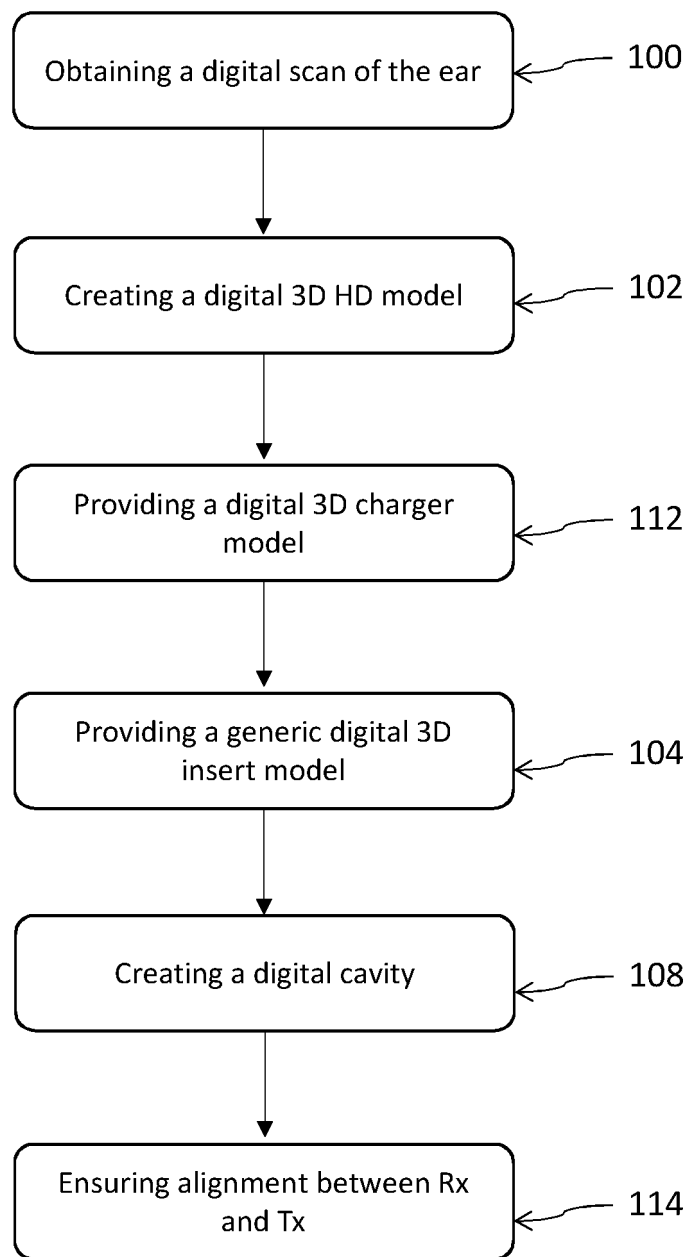 Obtaining a digital scan of the ear
100
Creating a digital 3D HD model
102
Providing a digital 3D charger
model
112
Providing a generic digital 3D
insert model
104
Creating a digital cavity
108
Ensuring alignment between Rx
and Tx
114